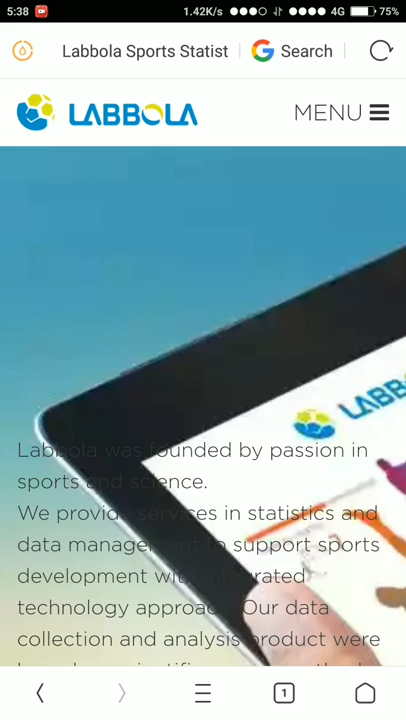 5:38
1.42K/s
4G
75%
Labbola Sports Statist
Search
LABBOLA
MENU
LABB
Labbola was founded by passion in
sports and science.
We provide services in statistics and
data management to support sports
development with integrated
technology approach. Our data
collection and analysis product were
1